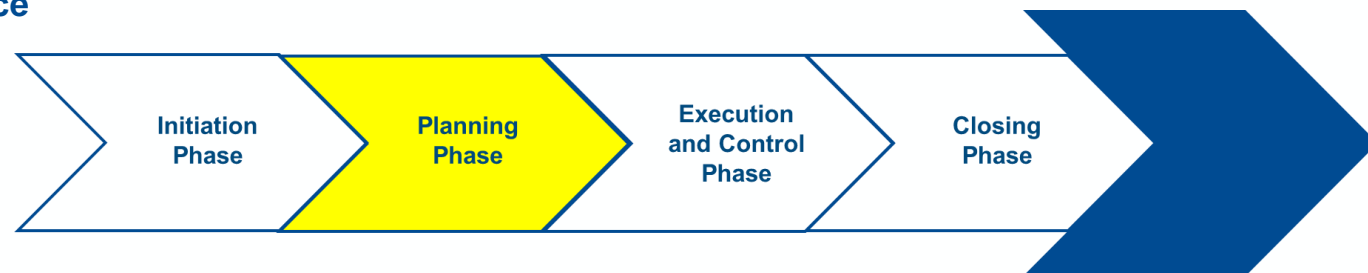 ce
Initiation
Phase
Planning
Phase
Execution
and Control
Phase
Closing
Phase